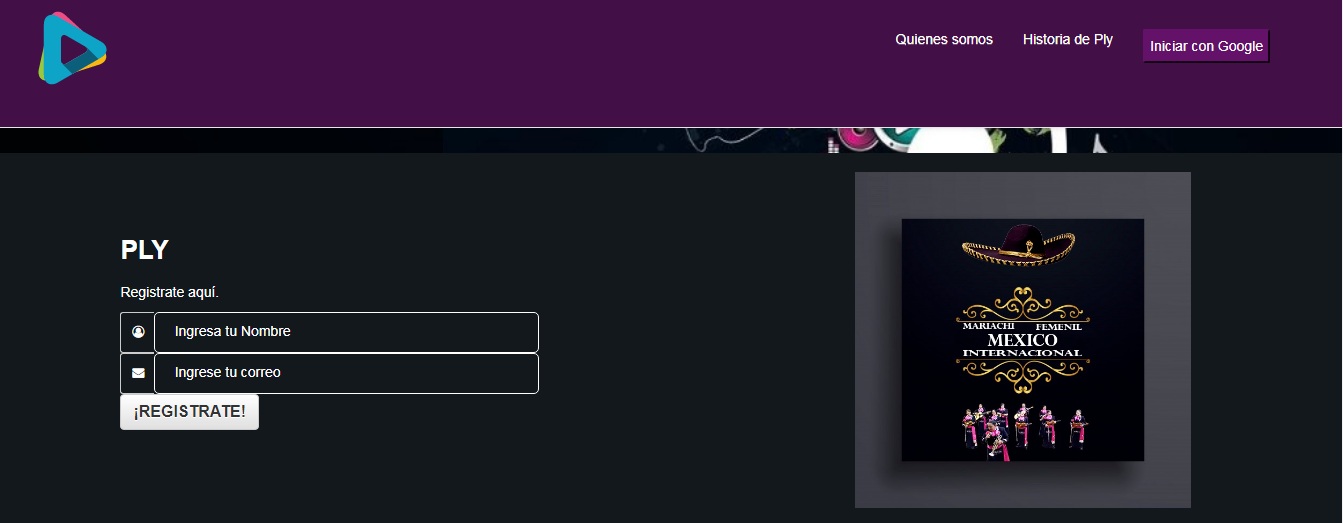 Quienes somos
Historia de Ply
Iniciar con Google
PLY
Registrate aquí.
Ingresa tu Nombre
Ingrese tu correo
¡REGISTRATE!
MARIACHI FEMENIL
MEXICO
INTERNACIONAL